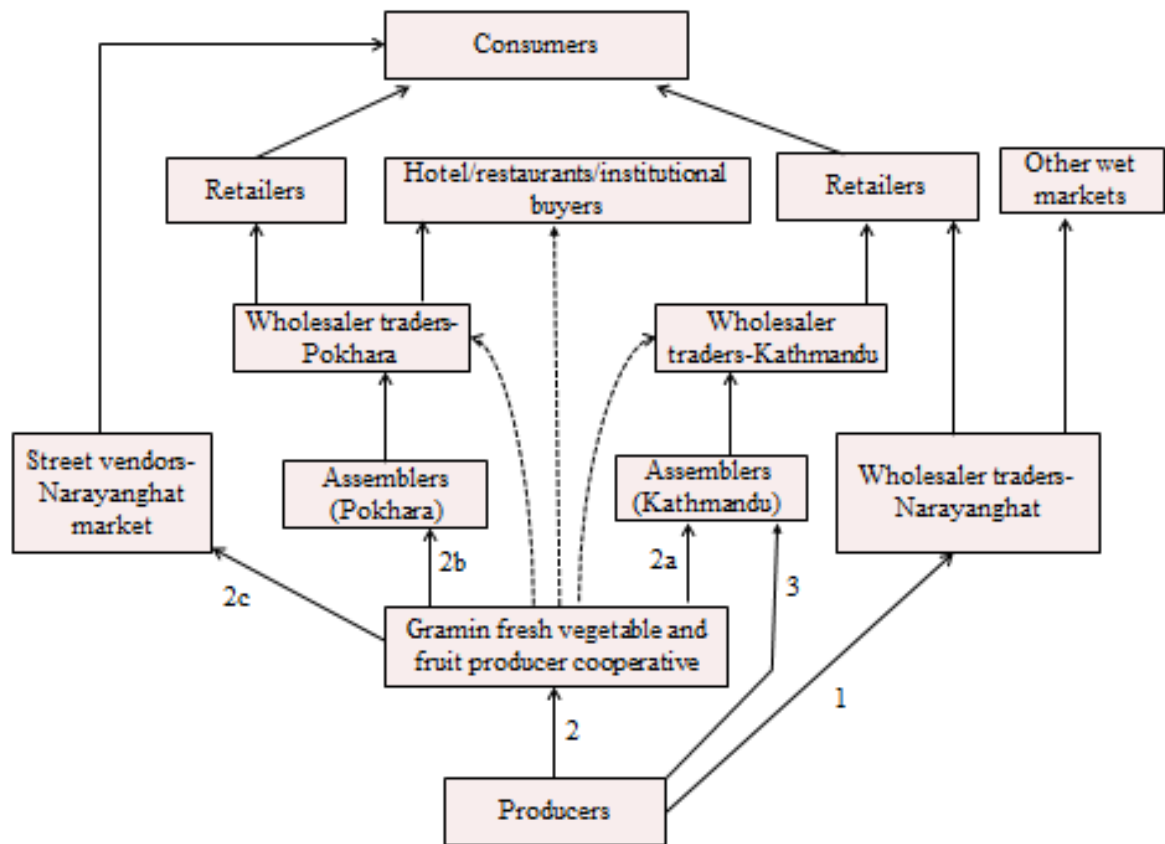 Consumers
Retailers
Hotel/restaurants/institutional
buyers
Retailers
Other wet
markets
Wholesaler traders-
Pokhara
Wholesaler
traders-Kathmandu
Street vendors-
Narayanghat
market
Assemblers
(Pokhara)
Assemblers
(Kathmandu)
Wholesaler traders-
Narayanghat
2c
2b
2a
3
Gramin fresh vegetable and
fruit producer cooperative
1
2
Producers